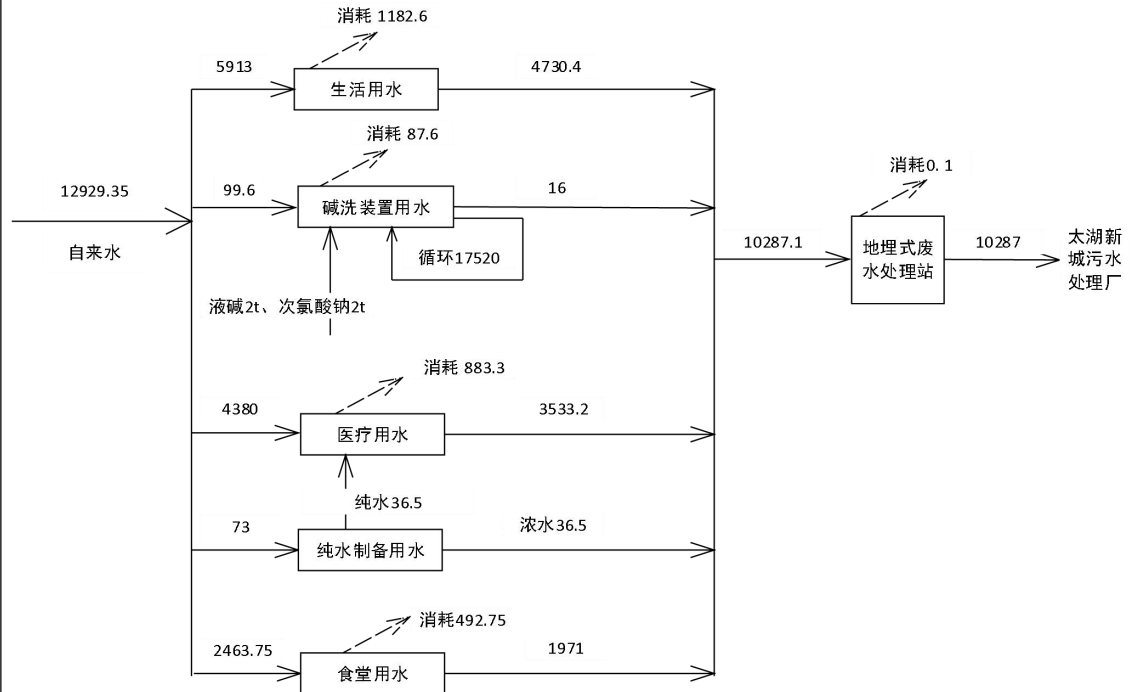 消耗 1182.6
5913
生活用水
4730.4
消耗 87.6
12929.35
自来水
99.6
碱洗装置用水
16
循环17520
液碱2t、次氯酸钠2t
消耗0. 1
10287.1
地埋式废
水处理站
10287
太湖新
城污水
处理厂
消耗 883.3
4380
医疗用水
3533.2
纯水36.5
73
纯水制备用水
浓水36.5
消耗492.75
2463.75
食堂用水
1971